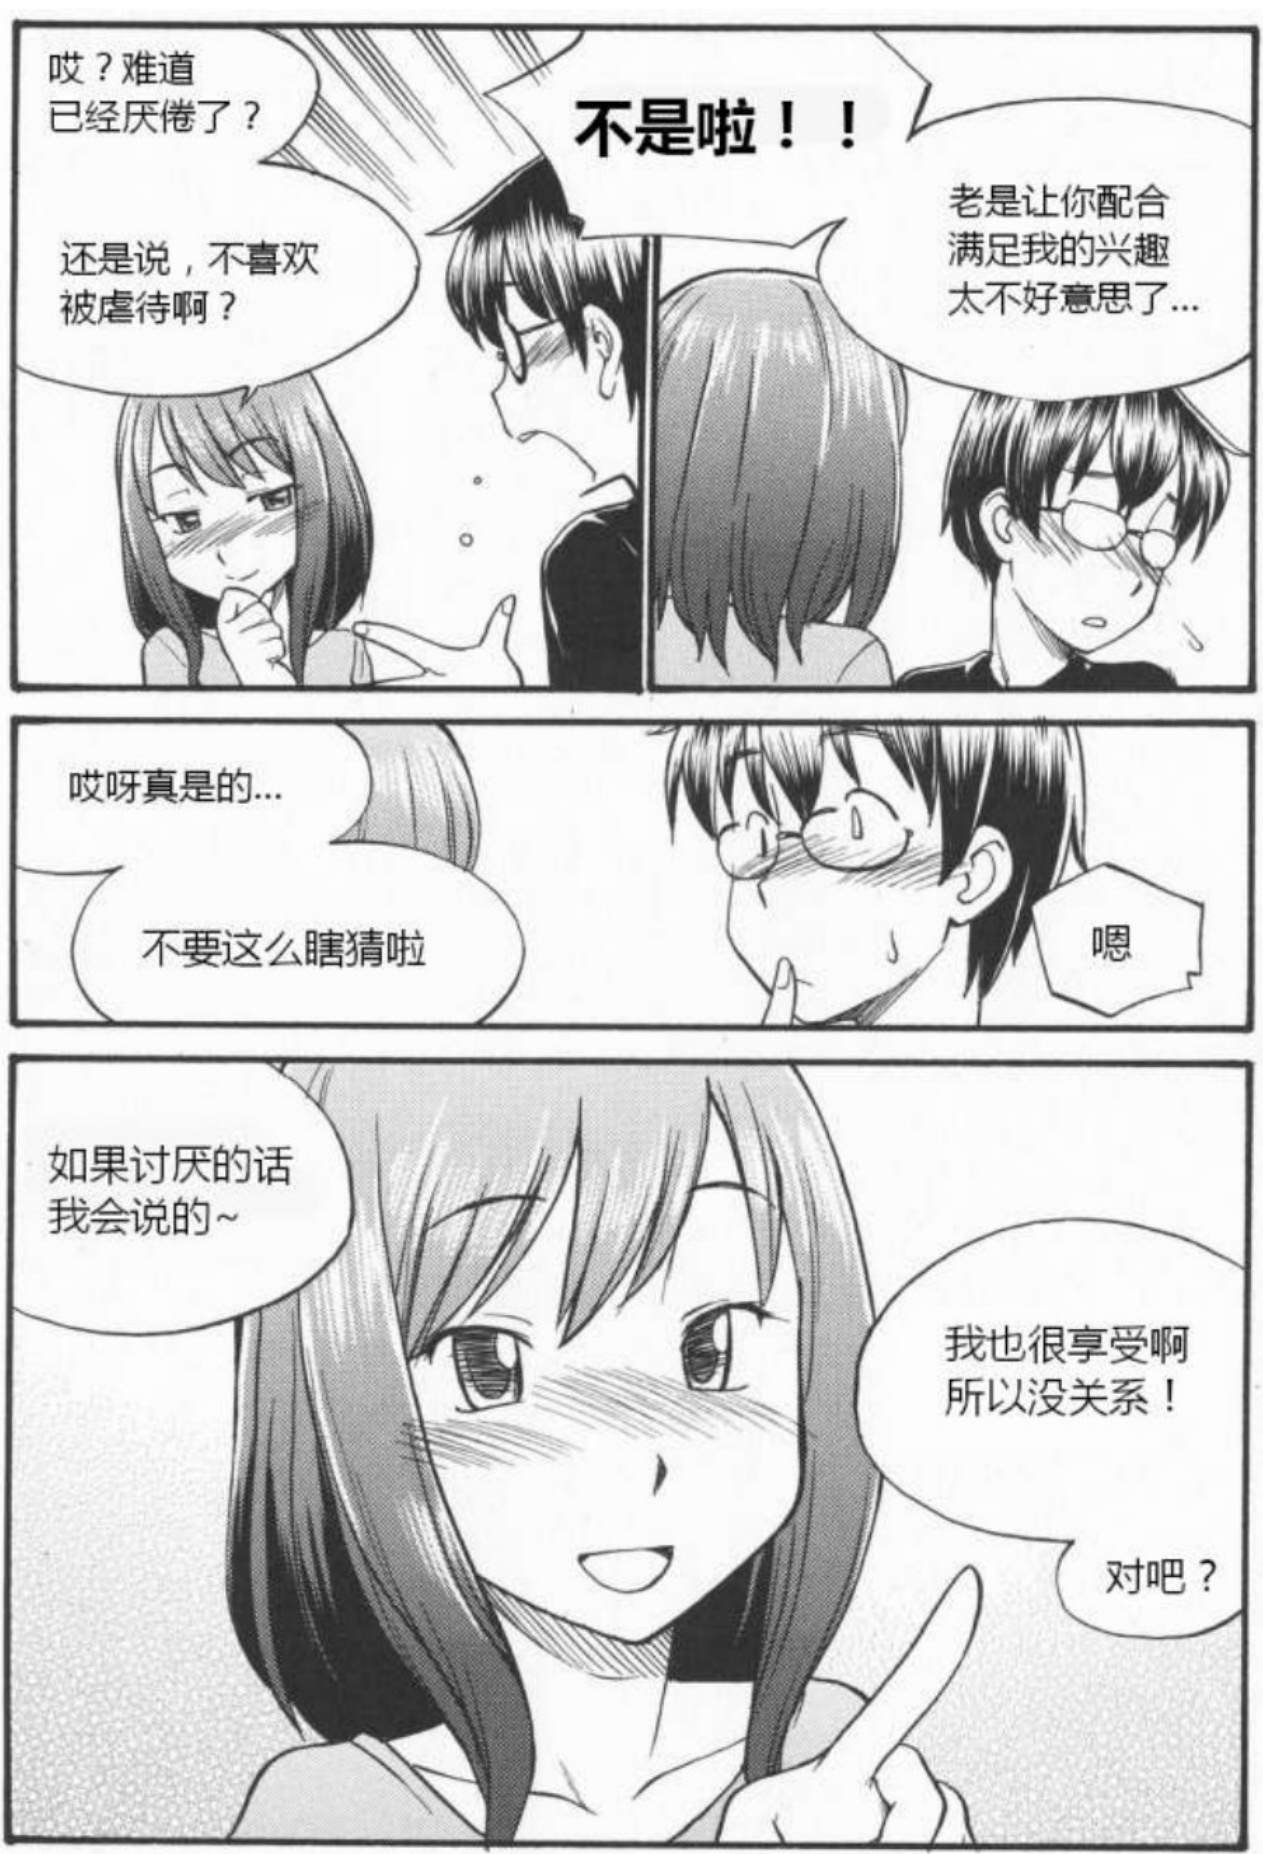 哎？难道
已经厌倦了？
还是说，不喜欢
被虐待啊？
不是啦！！
老是让你配合
满足我的兴趣
太不好意思了...
哎呀真是的...
不要这么瞎猜啦
嗯
如果讨厌的话
我会说的~
我也很享受啊
所以没关系！
对吧？